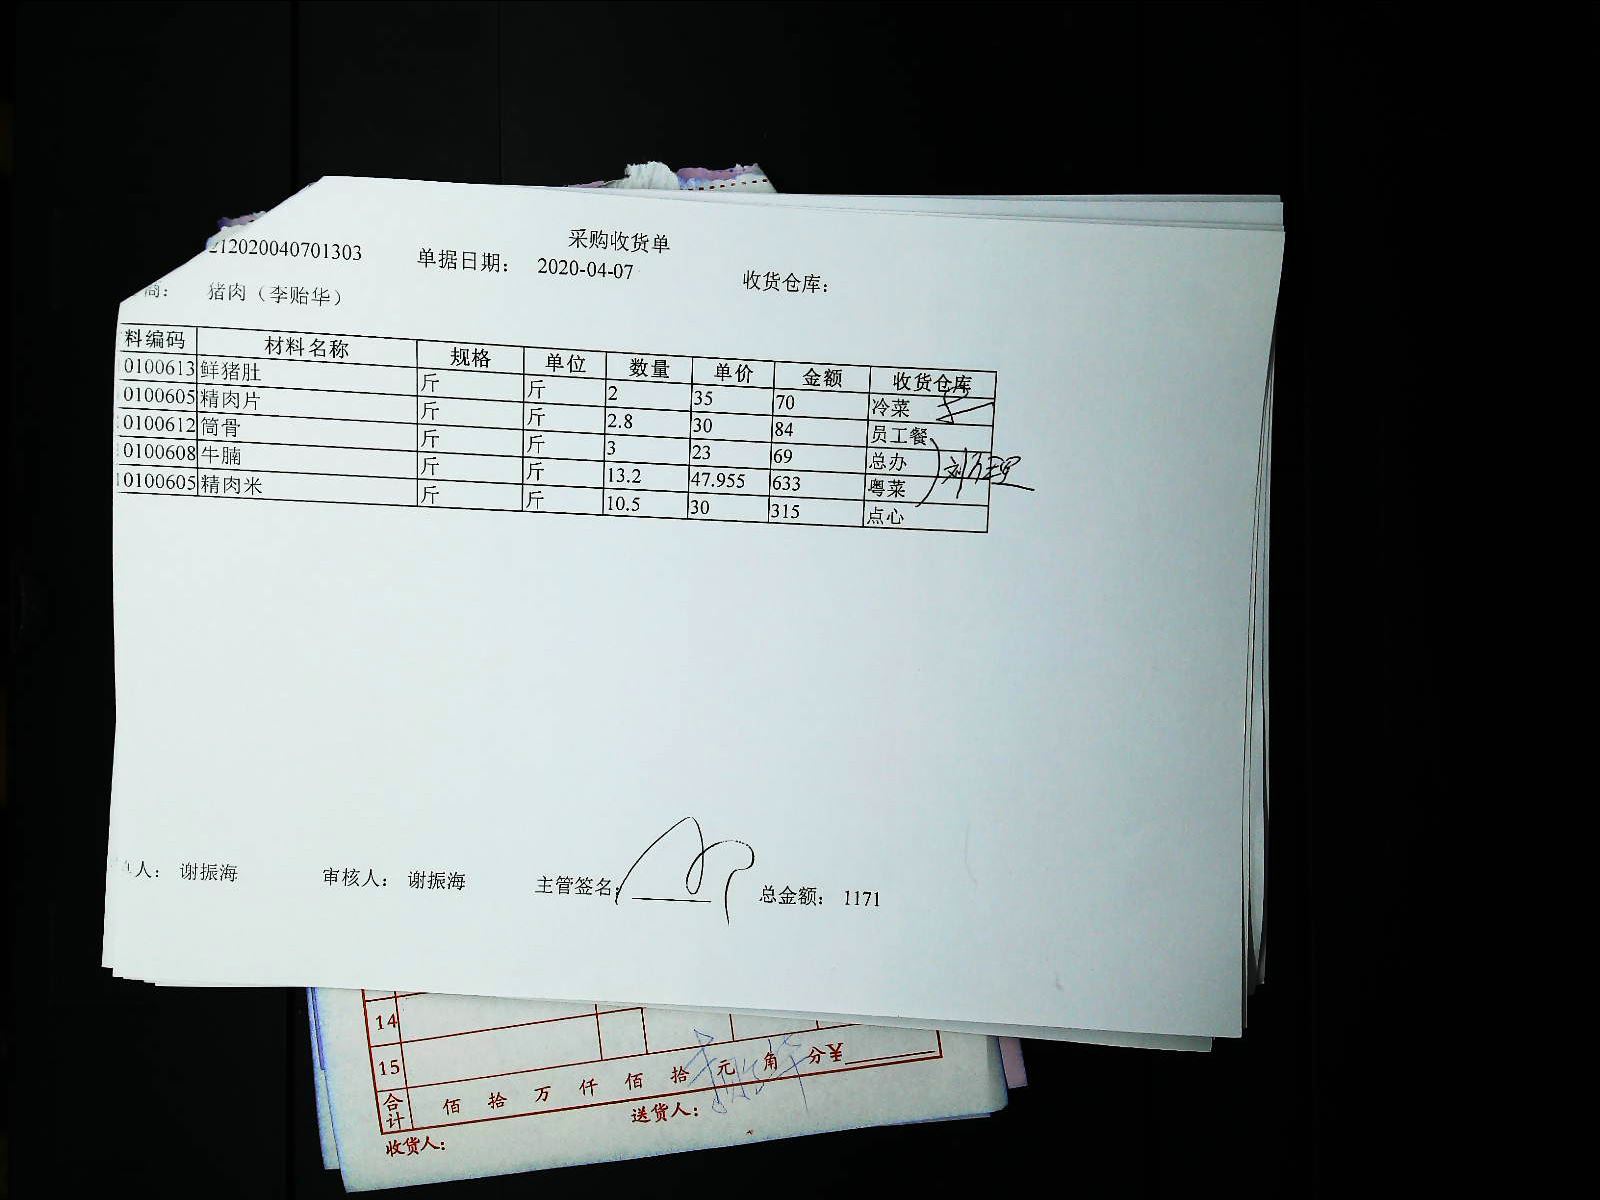 采购收货单
212020040701303 单据日期： 2020-04-07 收货仓库：
商： 猪肉（李贻华）
料编码 材料名称 规格 单位 数量 单价 金额 收货仓库
0100613 鲜猪肚 斤 斤 2 35 70 冷菜
0100605 精肉片 斤 斤 2.8 30 84 员工餐
0100612 筒骨 斤 斤 3 23 69 总办
0100608 牛腩 斤 斤 13.2 47.955 633 粤菜
10100605 精肉米 斤 斤 10.5 30 315 点心
人： 谢振海 审核人： 谢振海 主管签名： 总金额： 1171
14
15
合计 佰 拾 万 仟 佰 拾 元 角 分 ¥
收货人： 送货人：